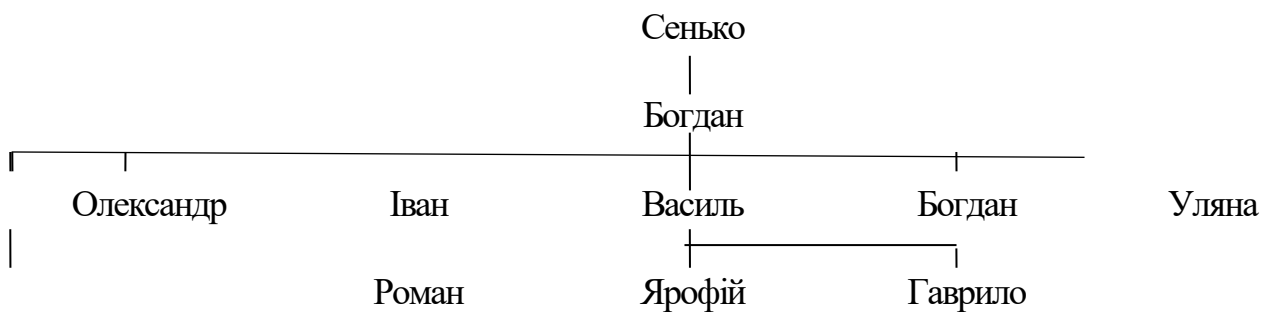 Сенько
Богдан
Олександр Іван Василь Богдан Уляна
Роман Ярофій Гаврило